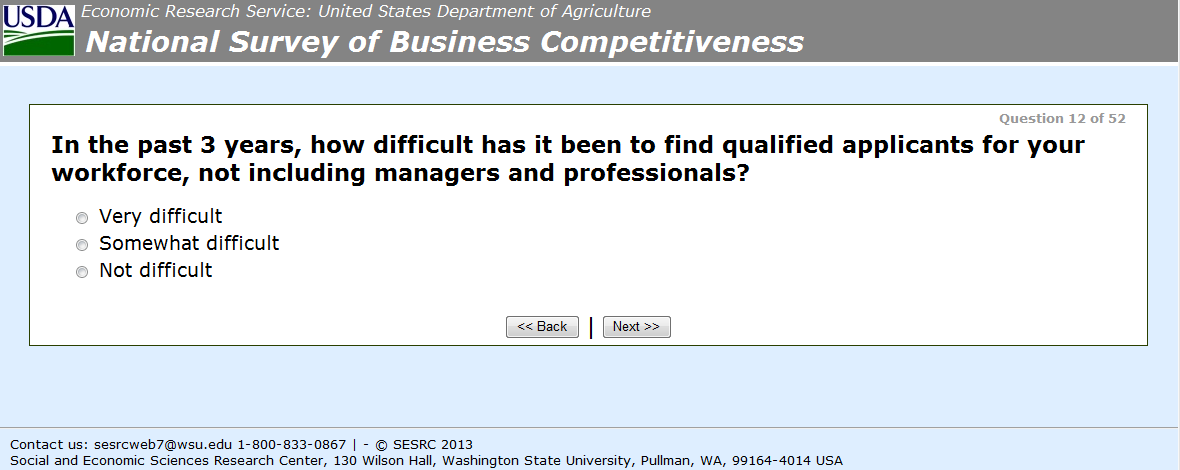 USDA
Economic Research Service: United States Department of Agriculture
National Survey of Business Competitiveness
Question 12 of 52
In the past 3 years, how difficult has it been to find qualified applicants for your
workforce, not including managers and professionals?
Very difficult
Somewhat difficult
Not difficult
<< Back | Next >>
Contact us: sesrcweb7@wsu.edu 1-800-833-0867 | - © SESRC 2013
Social and Economic Sciences Research Center, 130 Wilson Hall, Washington State University, Pullman, WA, 99164-4014 USA